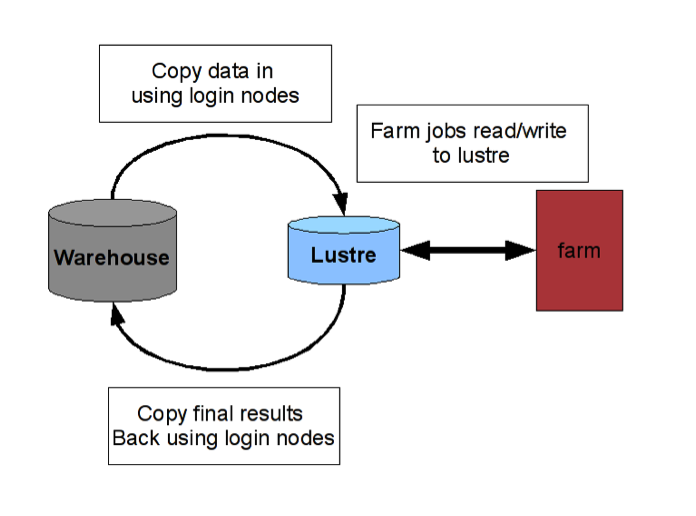 Copy data in
using login nodes
Farm jobs read/write
to lustre
Warehouse
Lustre
farm
Copy final results
Back using login nodes